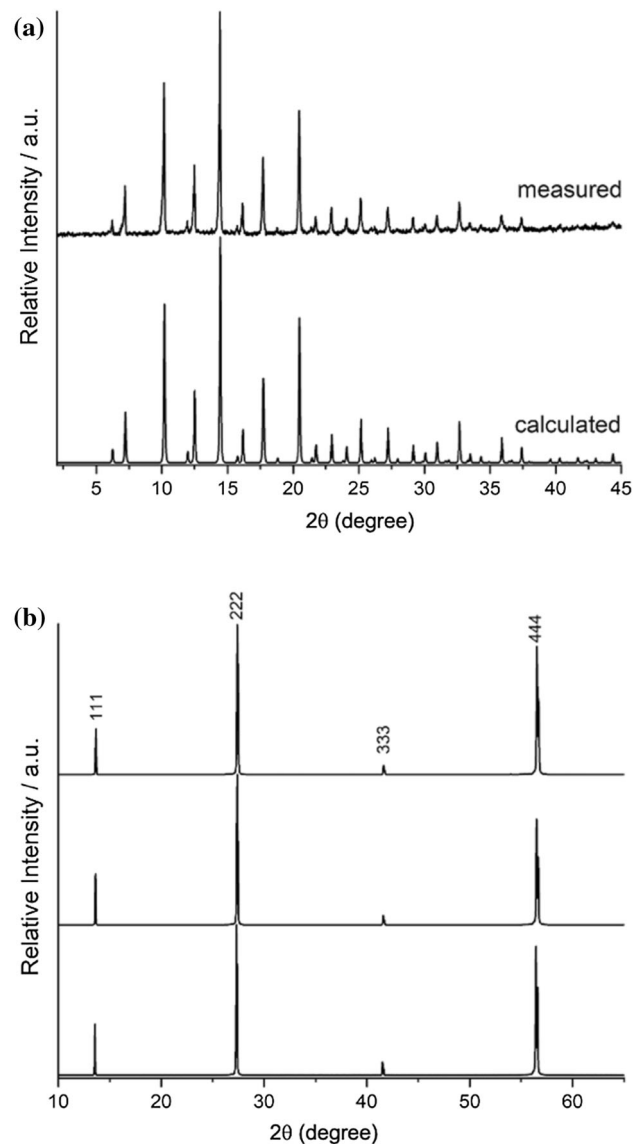 (a)
Relative Intensity / a.u.
measured
calculated
5 10 15 20 25 30 35 40 45
2θ (degree)
(b)
Relative Intensity / a.u.
111
222
333
444
10 20 30 40 50 60
2θ (degree)